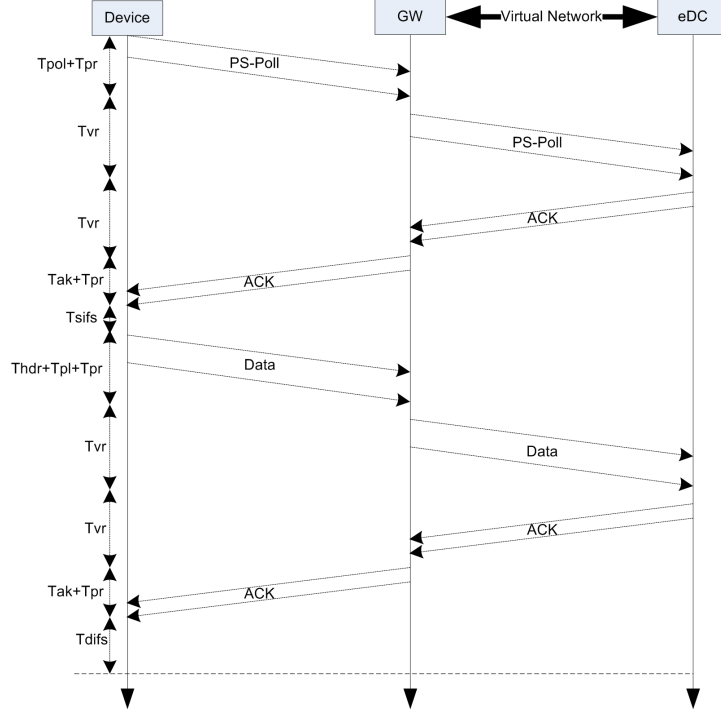 Device
GW
Virtual Network
eDC
Tpol+Tpr
PS-Poll
Tvr
PS-Poll
Tvr
ACK
Tak+Tpr
ACK
Tsifs
Thdr+Tpl+Tpr
Data
Tvr
Data
Tvr
ACK
Tak+Tpr
ACK
Tdifs